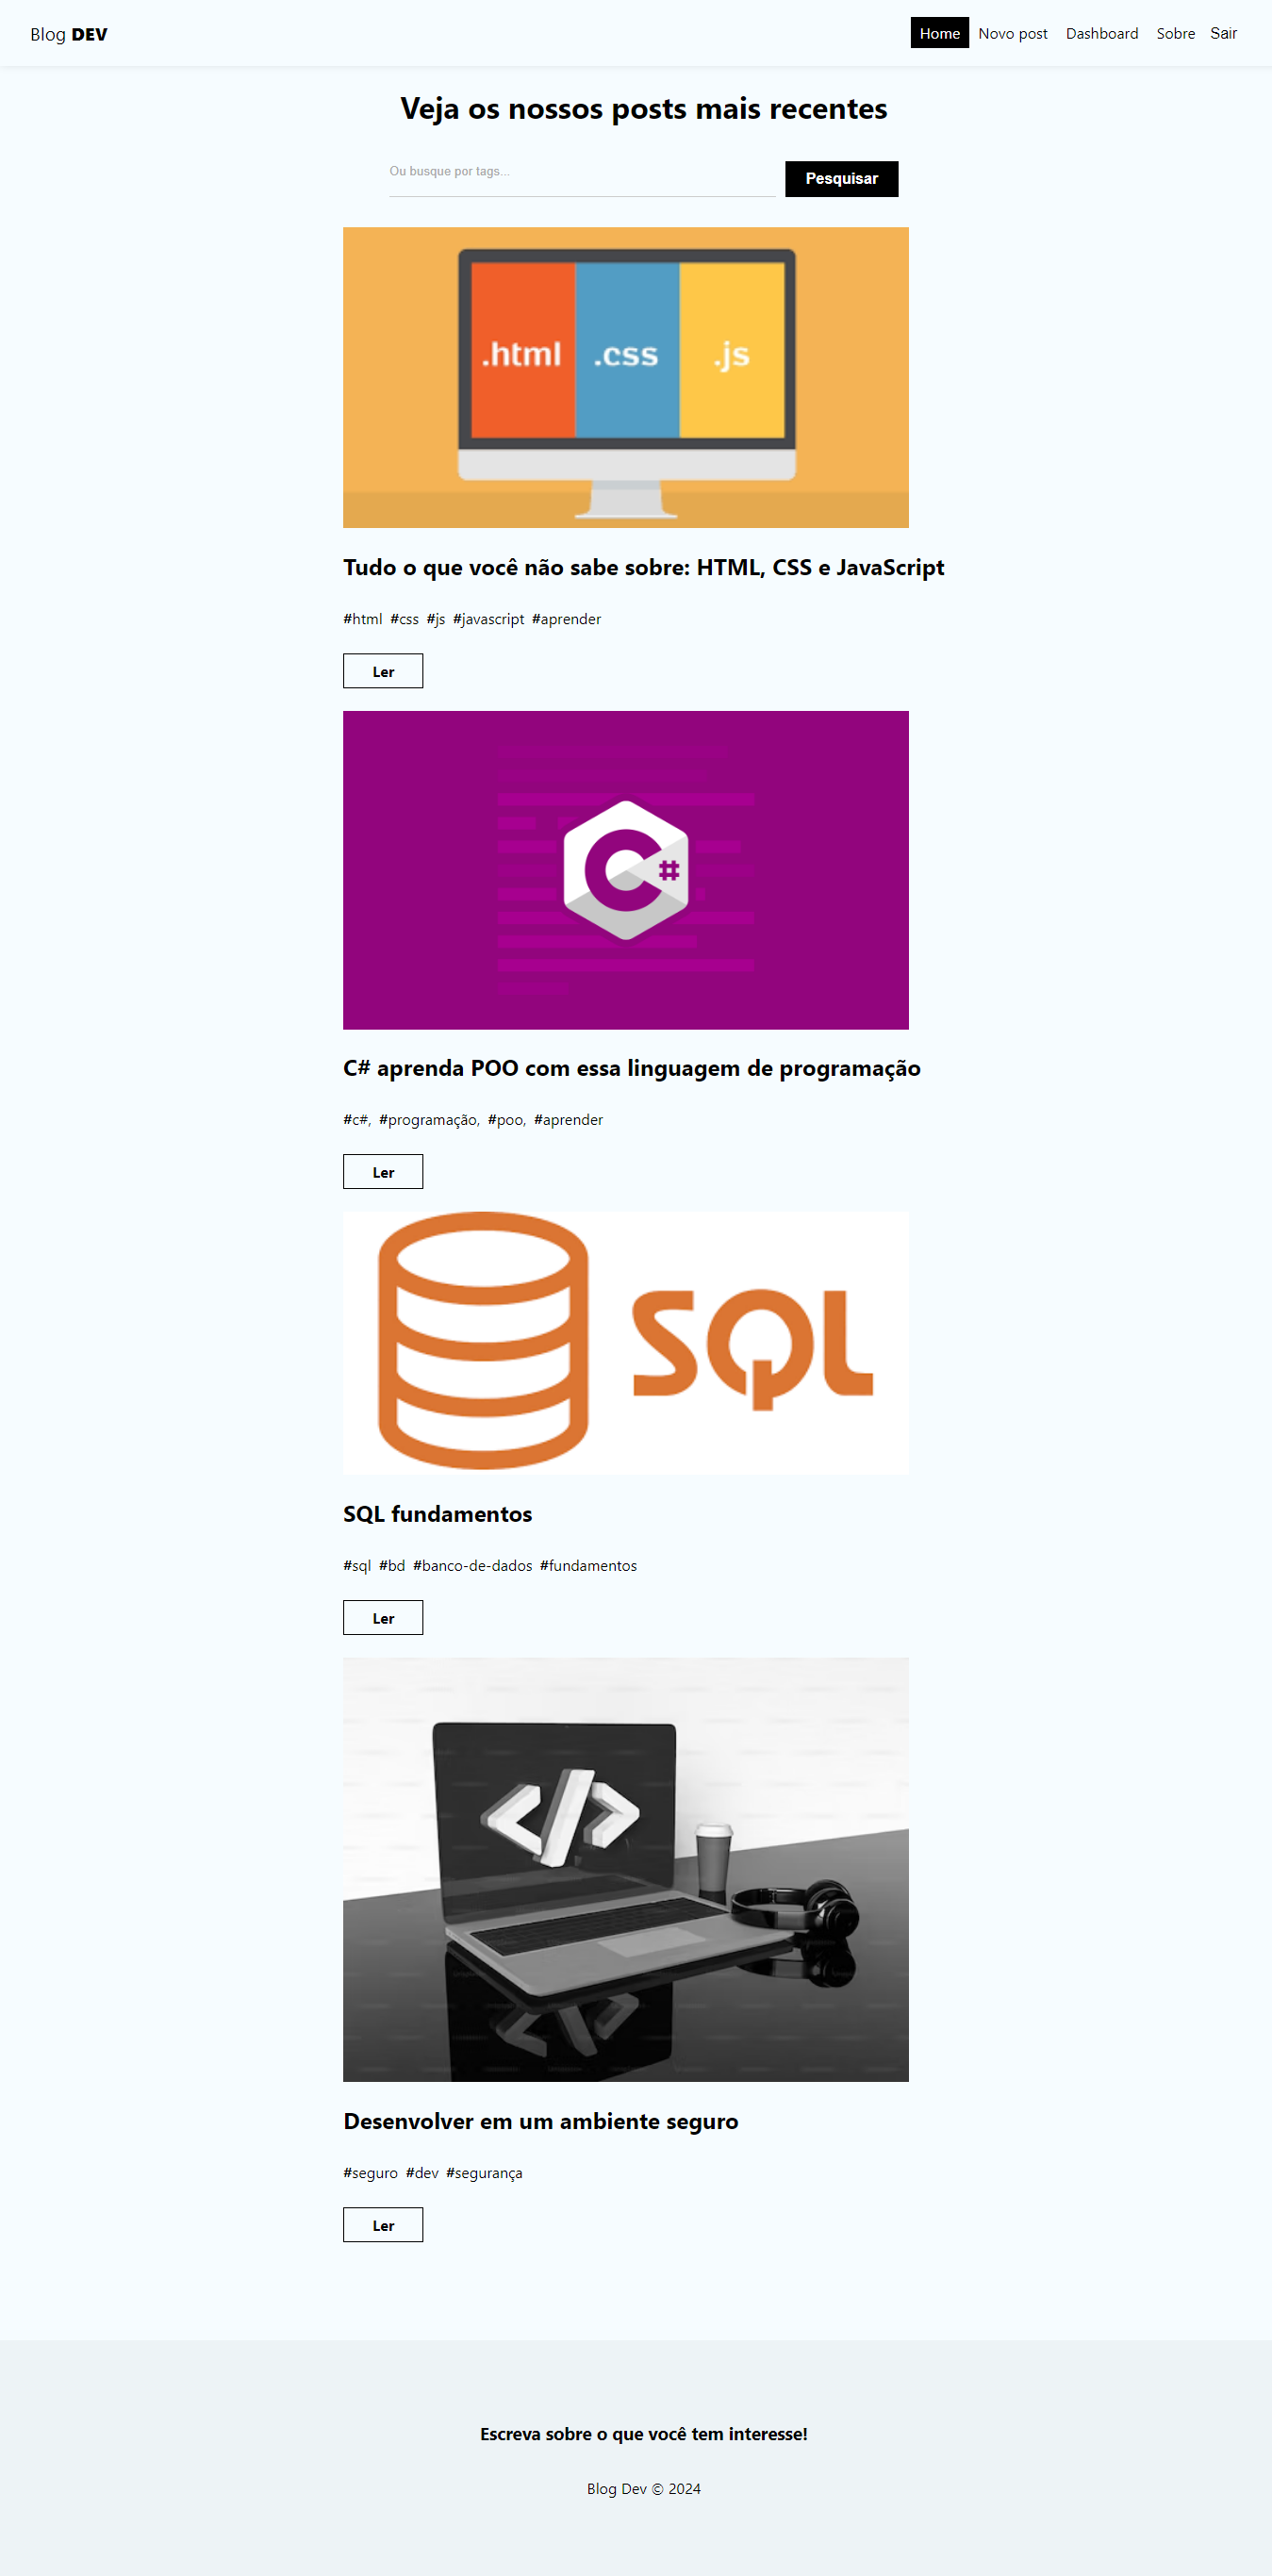 Blog DEV
Home Novo post Dashboard Sobre Sair
Veja os nossos posts mais recentes
Ou busque por tags... Pesquisar
.html .css .js
Tudo o que você não sabe sobre: HTML, CSS e JavaScript
#html #css #js #javascript #aprender
Ler
C#
C# aprenda POO com essa linguagem de programação
#c#, #programação, #poo, #aprender
Ler
SQL
SQL fundamentos
#sql #bd #banco-de-dados #fundamentos
Ler
</>
Desenvolver em um ambiente seguro
#seguro #dev #segurança
Ler
Escreva sobre o que você tem interesse!
Blog Dev © 2024